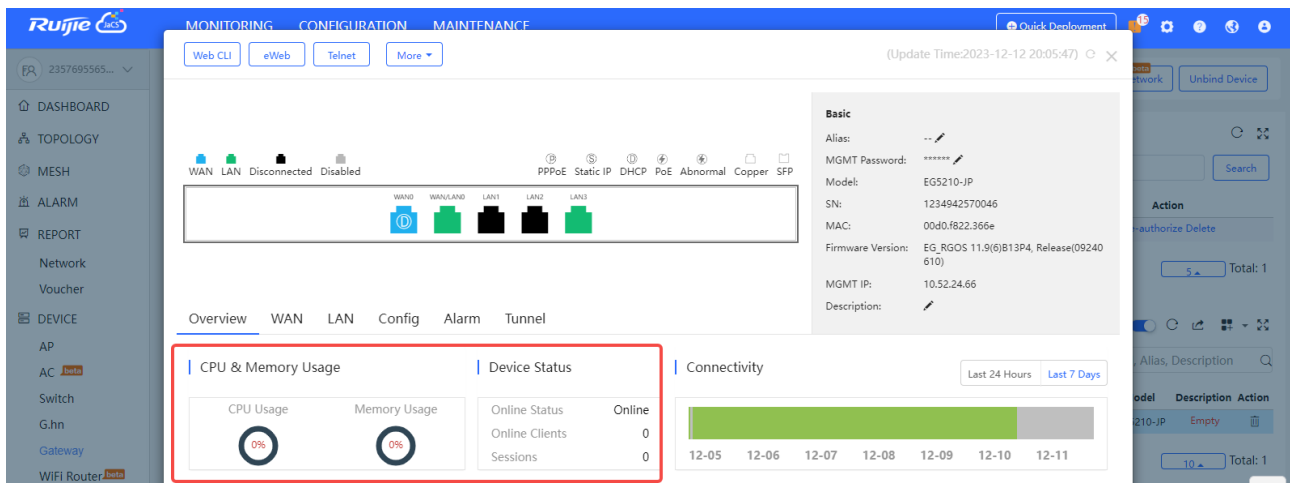 Ruijie JaCS
MONITORING CONFIGURATION MAINTENANCE
Quick Deployment
15
2357695565...
DASHBOARD
TOPOLOGY
MESH
ALARM
REPORT
Network
Voucher
DEVICE
AP
AC beta
Switch
G.hn
Gateway
WIFI Router beta
Web CLI eWeb Telnet More
(Update Time:2023-12-12 20:05:47)
WAN LAN Disconnected Disabled
PPPoE Static IP DHCP PoE Abnormal Copper SFP
WAN0 WAN/LAN0 LAN1 LAN2 LAN3
Basic
Alias: --
MGMT Password: ******
Model: EG5210-JP
SN: 1234942570046
MAC: 00d0.f822.366e
Firmware Version: EG_RGOS 11.9(6)B13P4, Release(09240
610)
MGMT IP: 10.52.24.66
Description:
Overview WAN LAN Config Alarm Tunnel
CPU & Memory Usage
CPU Usage Memory Usage
0% 0%
Device Status
Online Status Online
Online Clients 0
Sessions 0
Connectivity
Last 24 Hours Last 7 Days
12-05 12-06 12-07 12-08 12-09 12-10 12-11
beta
etwork Unbind Device
Search
Action
-authorize Delete
5 Total: 1
, Alias, Description
odel Description Action
5210-JP Empty
10 Total: 1